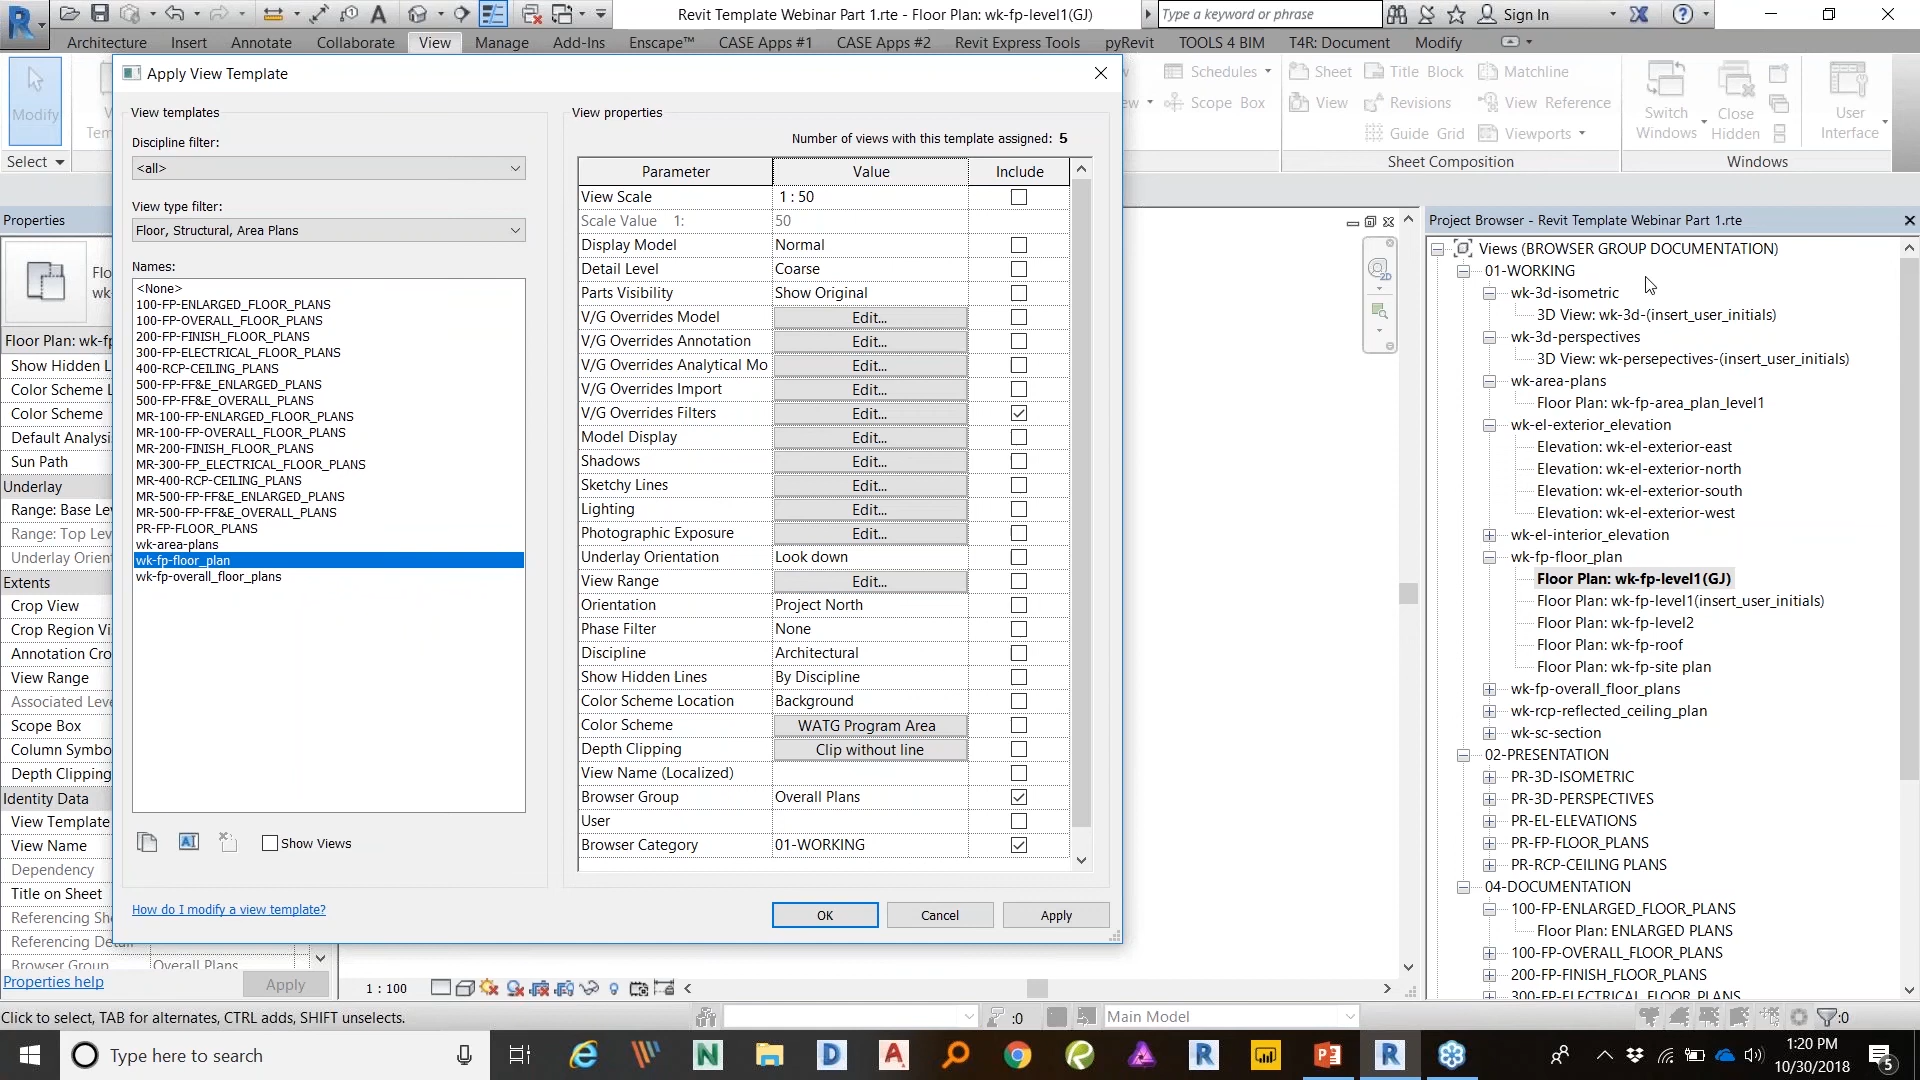 Revit Template Webinar Part 1.rte - Floor Plan: wk-fp-level1(GJ)
Type a keyword or phrase
Sign In
Architecture
Insert
Annotate
Collaborate
View
Manage
Add-Ins
Enscape™
CASE Apps #1
CASE Apps #2
Revit Express Tools
pyRevit
TOOLS 4 BIM
T4R: Document
Modify
Modify
Select
Schedules
Scope Box
Sheet
View
Title Block
Revisions
Guide Grid
Matchline
View Reference
Viewports
Sheet Composition
Switch
Windows
Close
Hidden
User
Interface
Windows
Apply View Template
View templates
Discipline filter:
<all>
View type filter:
Floor, Structural, Area Plans
Names:
<None>
100-FP-ENLARGED_FLOOR_PLANS
100-FP-OVERALL_FLOOR_PLANS
200-FP-FINISH_FLOOR_PLANS
300-FP-ELECTRICAL_FLOOR_PLANS
400-RCP-CEILING_PLANS
500-FP-FF&E_ENLARGED_PLANS
500-FP-FF&E_OVERALL_PLANS
MR-100-FP-ENLARGED_FLOOR_PLANS
MR-100-FP-OVERALL_FLOOR_PLANS
MR-200-FINISH_FLOOR_PLANS
MR-300-FP_ELECTRICAL_FLOOR_PLANS
MR-400-RCP-CEILING_PLANS
MR-500-FP-FF&E_ENLARGED_PLANS
MR-500-FP-FF&E_OVERALL_PLANS
PR-FP-FLOOR_PLANS
wk-area-plans
wk-fp-floor_plan
wk-fp-overall_floor_plans
Show Views
How do I modify a view template?
View properties
Number of views with this template assigned: 5
Parameter Value Include
View Scale 1 : 50
Scale Value 1: 50
Display Model Normal
Detail Level Coarse
Parts Visibility Show Original
V/G Overrides Model Edit...
V/G Overrides Annotation Edit...
V/G Overrides Analytical Mo Edit...
V/G Overrides Import Edit...
V/G Overrides Filters Edit...
Model Display Edit...
Shadows Edit...
Sketchy Lines Edit...
Lighting Edit...
Photographic Exposure Edit...
Underlay Orientation Look down
View Range Edit...
Orientation Project North
Phase Filter None
Discipline Architectural
Show Hidden Lines By Discipline
Color Scheme Location Background
Color Scheme WATG Program Area
Depth Clipping Clip without line
View Name (Localized)
Browser Group Overall Plans
User
Browser Category 01-WORKING
OK
Cancel
Apply
Properties
Floor Plan: wk-fp
Show Hidden L
Color Scheme L
Color Scheme
Default Analysi
Sun Path
Underlay
Range: Base Lev
Range: Top Lev
Underlay Orien
Extents
Crop View
Crop Region Vi
Annotation Cro
View Range
Associated Leve
Scope Box
Column Symbo
Depth Clipping
Identity Data
View Template
View Name
Dependency
Title on Sheet
Referencing Sh
Referencing Detail
Browser Group Overall Plans
Properties help
Apply
1 : 100
Project Browser - Revit Template Webinar Part 1.rte
Views (BROWSER GROUP DOCUMENTATION)
01-WORKING
wk-3d-isometric
3D View: wk-3d-(insert_user_initials)
wk-3d-perspectives
3D View: wk-persepectives-(insert_user_initials)
wk-area-plans
Floor Plan: wk-fp-area_plan_level1
wk-el-exterior_elevation
Elevation: wk-el-exterior-east
Elevation: wk-el-exterior-north
Elevation: wk-el-exterior-south
Elevation: wk-el-exterior-west
wk-el-interior_elevation
wk-fp-floor_plan
Floor Plan: wk-fp-level1(GJ)
Floor Plan: wk-fp-level1(insert_user_initials)
Floor Plan: wk-fp-level2
Floor Plan: wk-fp-roof
Floor Plan: wk-fp-site plan
wk-fp-overall_floor_plans
wk-rcp-reflected_ceiling_plan
wk-sc-section
02-PRESENTATION
PR-3D-ISOMETRIC
PR-3D-PERSPECTIVES
PR-EL-ELEVATIONS
PR-FP-FLOOR_PLANS
PR-RCP-CEILING PLANS
04-DOCUMENTATION
100-FP-ENLARGED_FLOOR_PLANS
Floor Plan: ENLARGED PLANS
100-FP-OVERALL_FLOOR_PLANS
200-FP-FINISH_FLOOR_PLANS
300-FP-ELECTRICAL_FLOOR_PLANS
Click to select, TAB for alternates, CTRL adds, SHIFT unselects.
:0
Main Model
:0
Type here to search
1:20 PM
10/30/2018
5